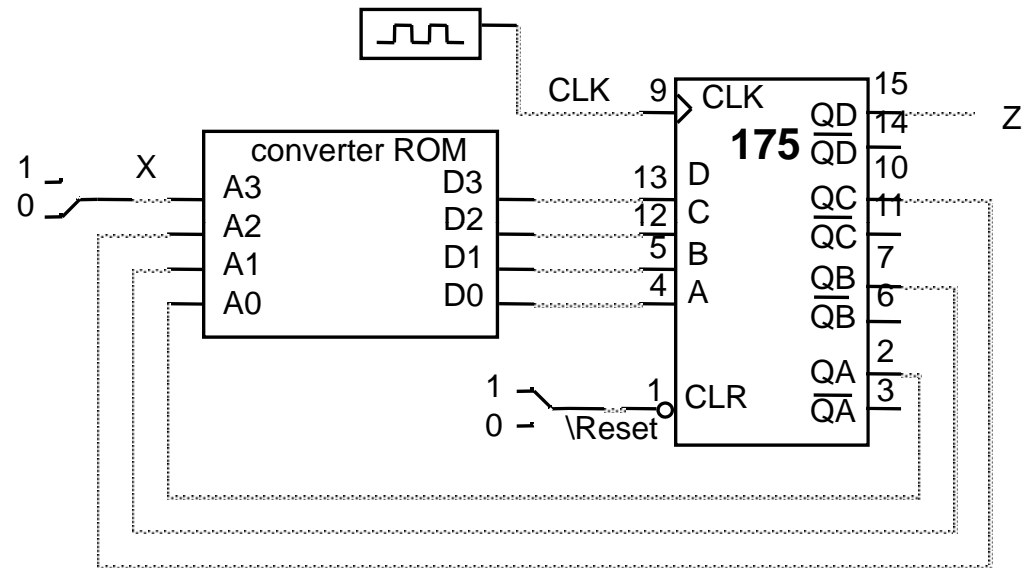 CLK
9
CLK
15
QD
14
Z
175
QD
10
converter ROM
1
X
0
A3
D3
13
D
QC
11
A2
D2
12
C
QC
7
A1
D1
5
B
QB
6
A0
D0
4
A
QB
2
QA
3
1
0
\Reset
1
CLR
QA